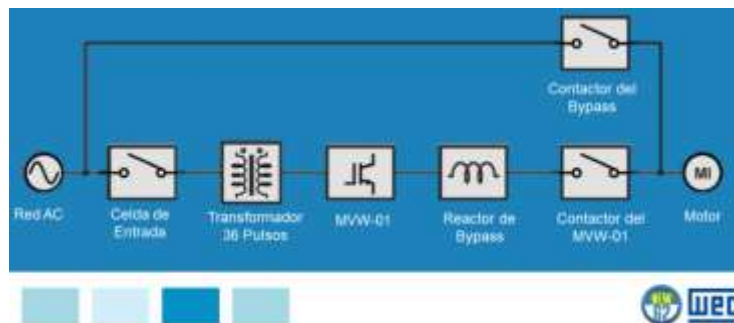 Contactor del
Bypass
MI
Red AC
Celda de
Entrada
Transformador
36 Pulsos
MVW-01
Reactor de
Bypass
Contactor del
MVW-01
Motor
WEG